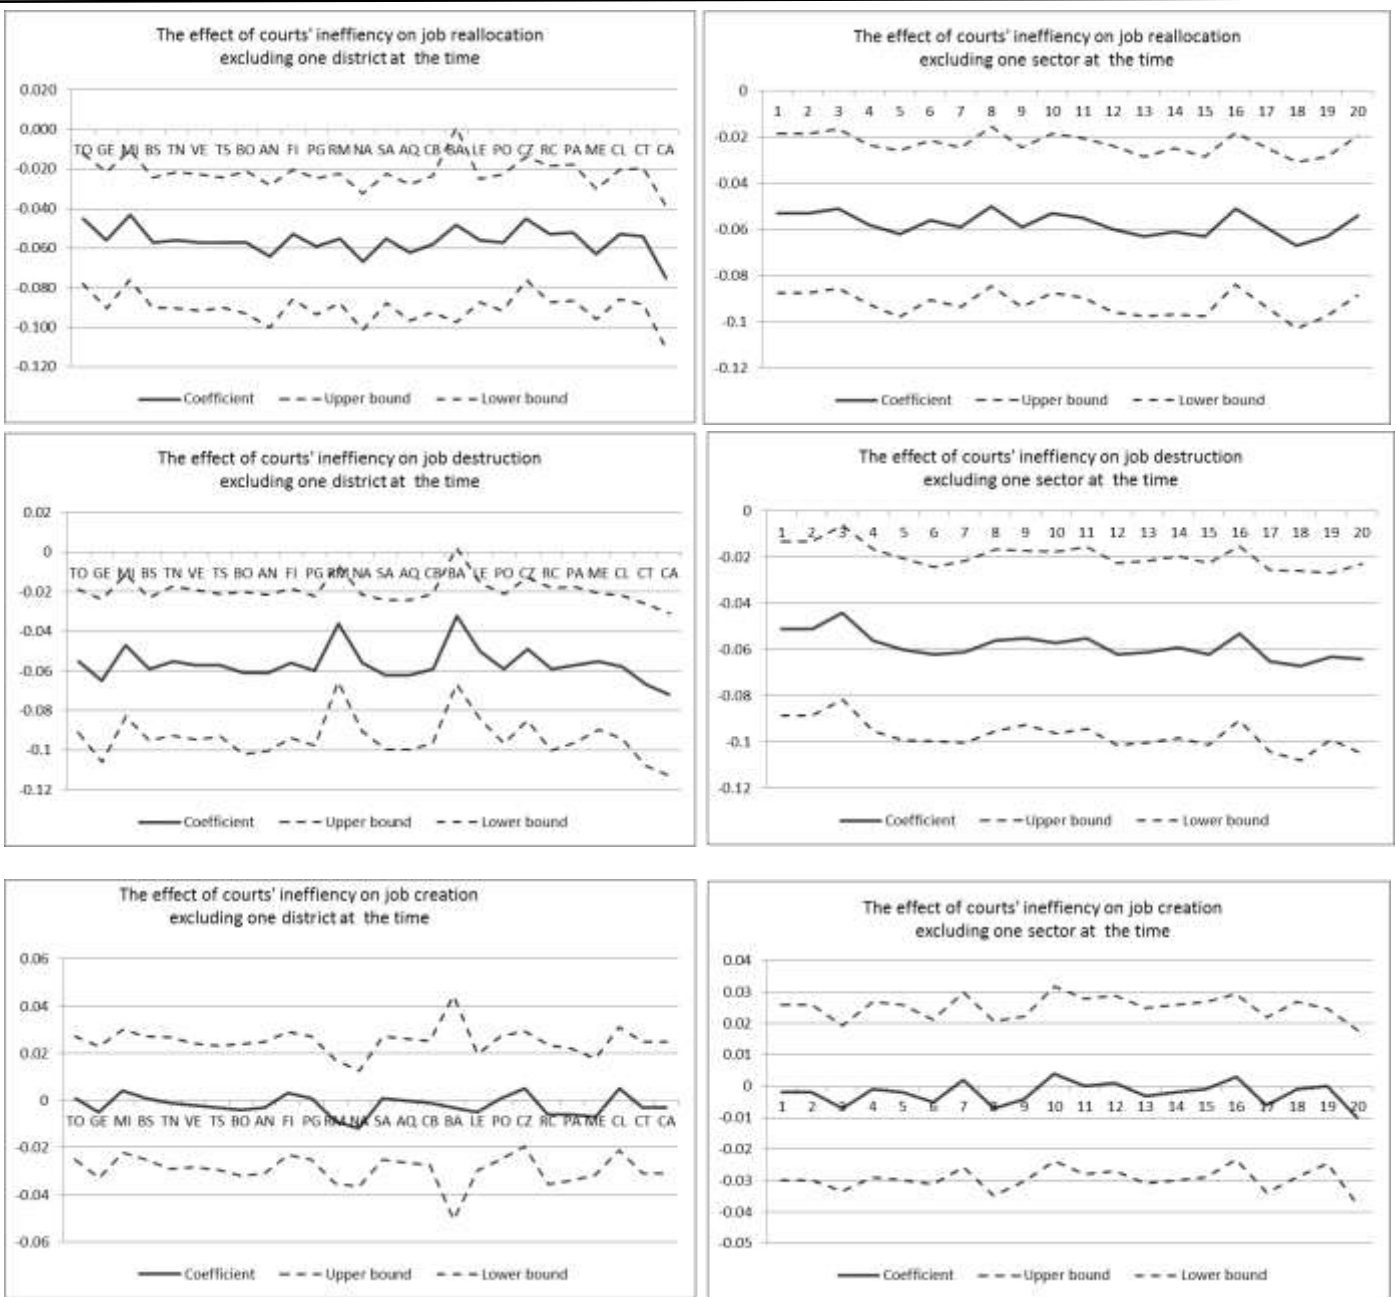 The effect of courts' ineffiency on job reallocation
excluding one district at the time
0.020
0.000
TO GE MI BS TN VE TS BO AN FI PG RM NA SA AQ CB BA LE PO CZ RC PA ME CL CT CA
-0.020
-0.040
-0.060
-0.080
-0.100
-0.120
Coefficient Upper bound Lower bound
The effect of courts' ineffiency on job reallocation
excluding one sector at the time
0
1 2 3 4 5 6 7 8 9 10 11 12 13 14 15 16 17 18 19 20
-0.02
-0.04
-0.06
-0.08
-0.1
-0.12
Coefficient Upper bound Lower bound
The effect of courts' ineffiency on job destruction
excluding one district at the time
0.02
0
TO GE MI BS TN VE TS BO AN FI PG RM NA SA AQ CB BA LE PO CZ RC PA ME CL CT CA
-0.02
-0.04
-0.06
-0.08
-0.1
-0.12
Coefficient Upper bound Lower bound
The effect of courts' ineffiency on job destruction
excluding one sector at the time
0
1 2 3 4 5 6 7 8 9 10 11 12 13 14 15 16 17 18 19 20
-0.02
-0.04
-0.06
-0.08
-0.1
-0.12
Coefficient Upper bound Lower bound
The effect of courts' ineffiency on job creation
excluding one district at the time
0.06
0.04
0.02
0
TO GE MI BS TN VE TS BO AN FI PG RM NA SA AQ CB BA LE PO CZ RC PA ME CL CT CA
-0.02
-0.04
-0.06
Coefficient Upper bound Lower bound
The effect of courts' ineffiency on job creation
excluding one sector at the time
0.04
0.03
0.02
0.01
0
1 2 3 4 5 6 7 8 9 10 11 12 13 14 15 16 17 18 19 20
-0.01
-0.02
-0.03
-0.04
-0.05
Coefficient Upper bound Lower bound